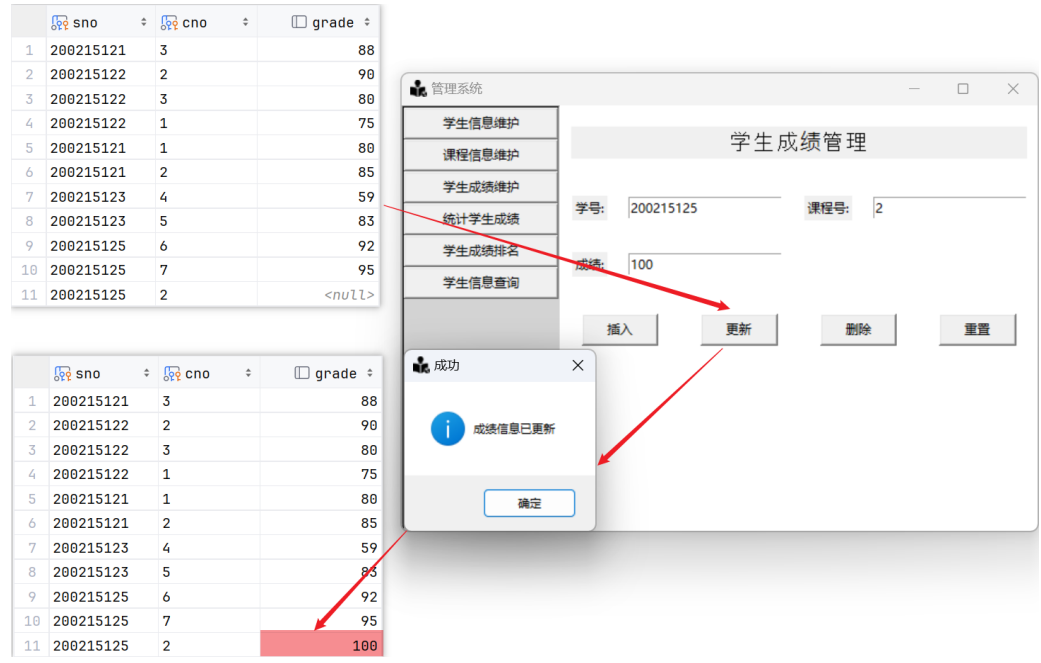 sno cno grade
1 200215121 3 88
2 200215122 2 90
3 200215122 3 80
4 200215122 1 75
5 200215121 1 80
6 200215121 2 85
7 200215123 4 59
8 200215123 5 83
9 200215125 6 92
10 200215125 7 95
11 200215125 2 <null>
管理系统
学生信息维护
课程信息维护
学生成绩维护
统计学生成绩
学生成绩排名
学生信息查询
学生成绩管理
学号: 200215125 课程号: 2
成绩: 100
插入 更新 删除 重置
成功
成绩信息已更新
确定
sno cno grade
1 200215121 3 88
2 200215122 2 90
3 200215122 3 80
4 200215122 1 75
5 200215121 1 80
6 200215121 2 85
7 200215123 4 59
8 200215123 5 83
9 200215125 6 92
10 200215125 7 95
11 200215125 2 100